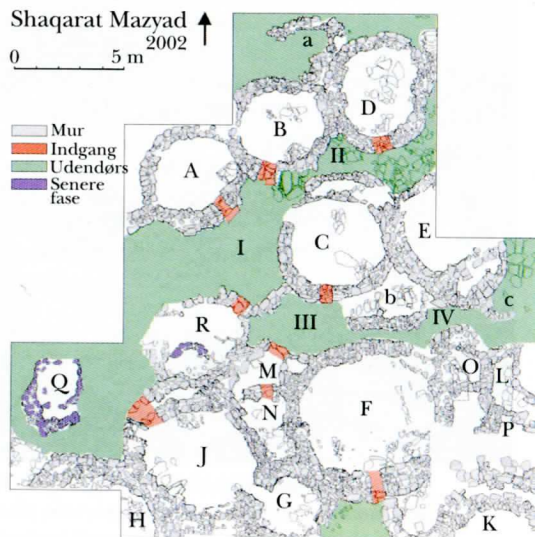 Shaqarat Mazyad
2002
0 5 m
Mur
Indgang
Udendørs
Senere
fase
a
D
B
II
A
E
C
I
b
c
III
IV
R
M
O
L
Q
N
F
P
J
G
H
K